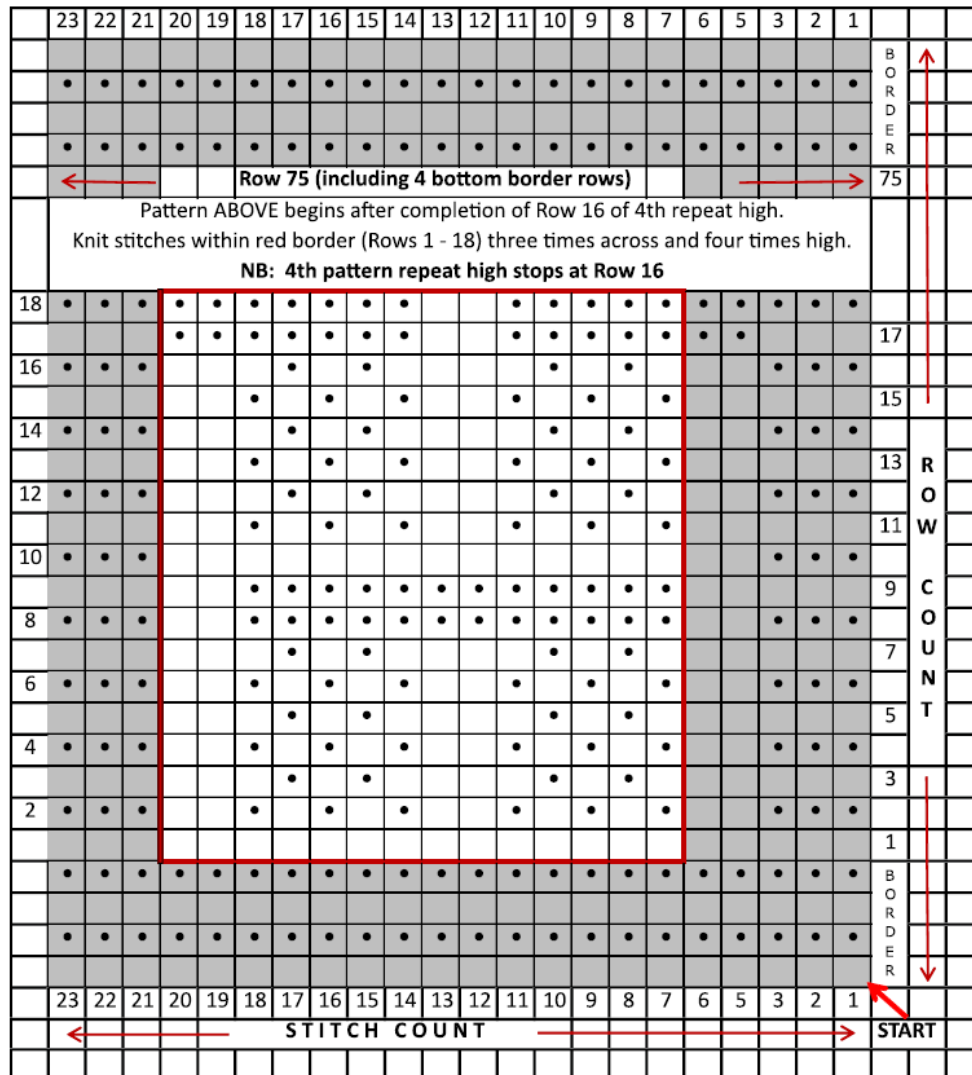 23 22 21 20 19 18 17 16 15 14 13 12 11 10 9 8 7 6 5 3 2 1
BORDER
Row 75 (including 4 bottom border rows) 75
Pattern ABOVE begins after completion of Row 16 of 4th repeat high.
Knit stitches within red border (Rows 1 - 18) three times across and four times high.
NB: 4th pattern repeat high stops at Row 16
18
17
16
15
14
13
12
11
10
9
8
7
6
5
4
3
2
1
ROW COUNT
BORDER
23 22 21 20 19 18 17 16 15 14 13 12 11 10 9 8 7 6 5 3 2 1
STITCH COUNT START